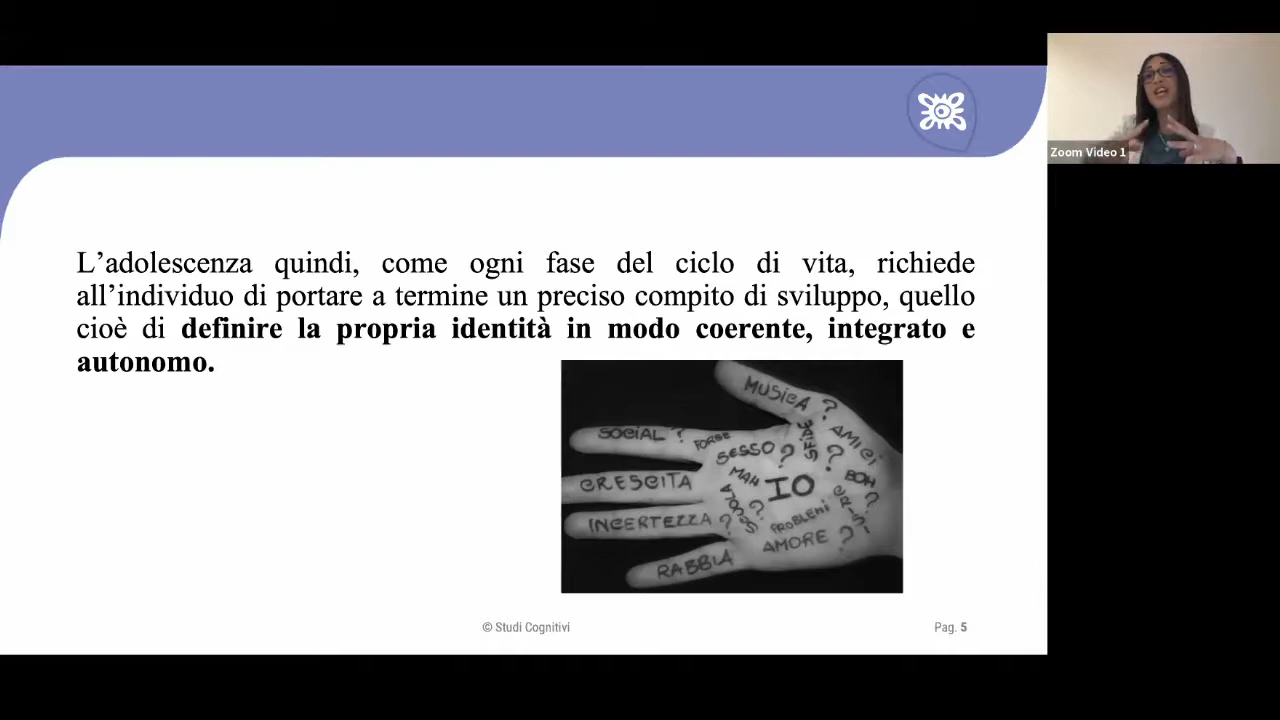 Zoom Video 1
L’adolescenza quindi, come ogni fase del ciclo di vita, richiede
all’individuo di portare a termine un preciso compito di sviluppo, quello
cioè di definire la propria identità in modo coerente, integrato e
autonomo.
MUSICA ?
SOCIAL ?
FORSE
SESSO ?
SFIDE ?
AMICI
CRESCITA
MAH
IO
BOH
SCUOLA ?
CRISI ?
INCERTEZZA ?
PROBLEMI
AMORE ?
RABBIA
© Studi Cognitivi
Pag. 5